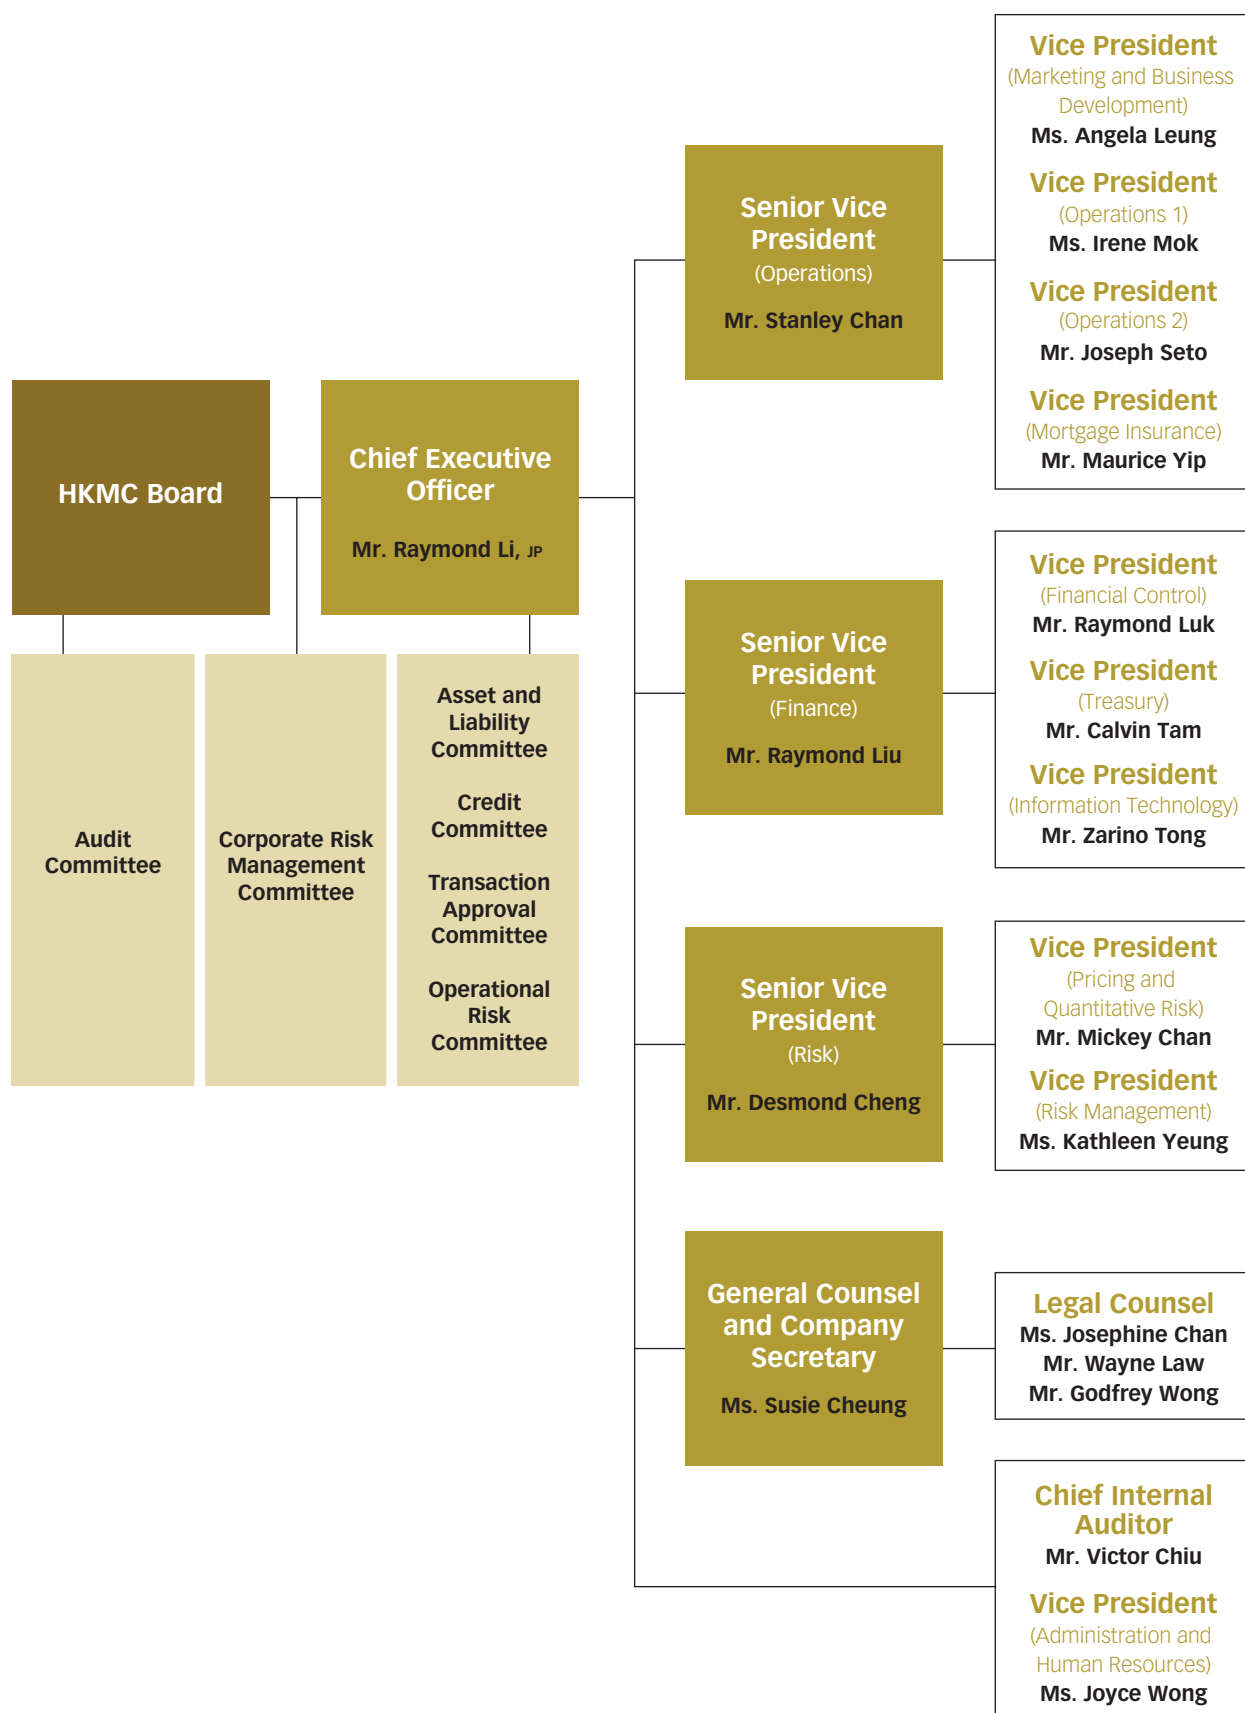 HKMC Board
Audit
Committee
Corporate Risk
Management
Committee
Chief Executive
Officer
Mr. Raymond Li, JP
Asset and
Liability
Committee
Credit
Committee
Transaction
Approval
Committee
Operational
Risk
Committee
Senior Vice
President
(Operations)
Mr. Stanley Chan
Vice President
(Marketing and Business
Development)
Ms. Angela Leung
Vice President
(Operations 1)
Ms. Irene Mok
Vice President
(Operations 2)
Mr. Joseph Seto
Vice President
(Mortgage Insurance)
Mr. Maurice Yip
Senior Vice
President
(Finance)
Mr. Raymond Liu
Vice President
(Financial Control)
Mr. Raymond Luk
Vice President
(Treasury)
Mr. Calvin Tam
Vice President
(Information Technology)
Mr. Zarino Tong
Senior Vice
President
(Risk)
Mr. Desmond Cheng
Vice President
(Pricing and
Quantitative Risk)
Mr. Mickey Chan
Vice President
(Risk Management)
Ms. Kathleen Yeung
General Counsel
and Company
Secretary
Ms. Susie Cheung
Legal Counsel
Ms. Josephine Chan
Mr. Wayne Law
Mr. Godfrey Wong
Chief Internal
Auditor
Mr. Victor Chiu
Vice President
(Administration and
Human Resources)
Ms. Joyce Wong